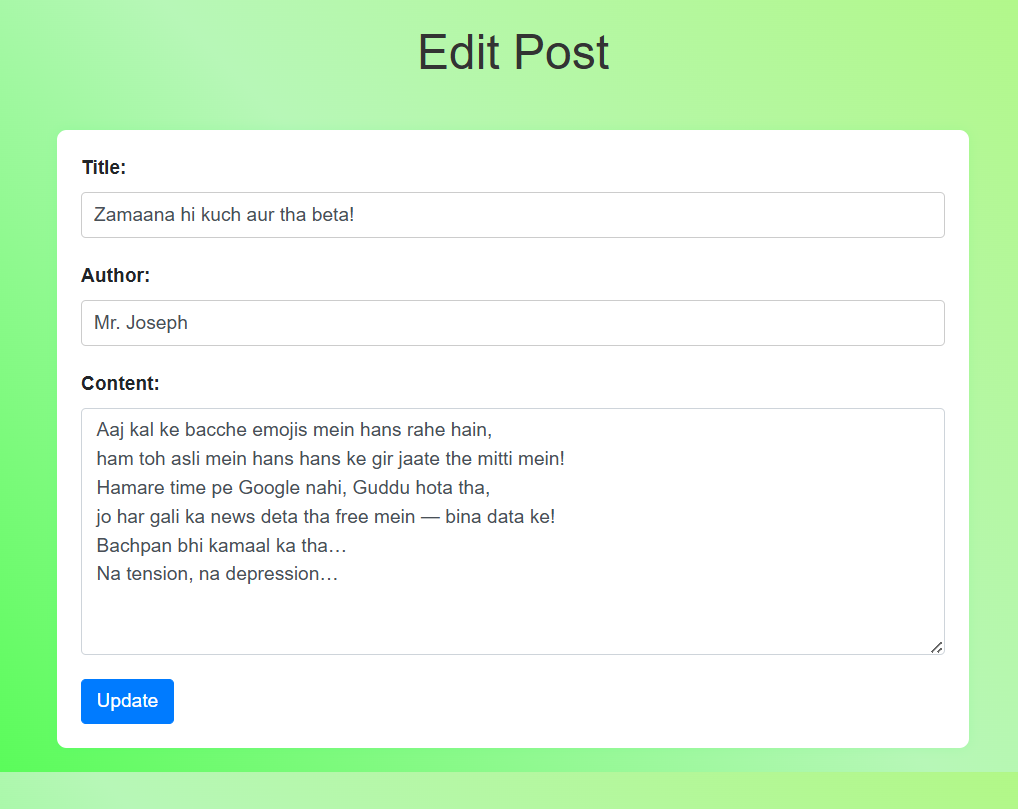 Edit Post
Title:
Zamaana hi kuch aur tha beta!
Author:
Mr. Joseph
Content:
Aaj kal ke bacche emojis mein hans rahe hain,
ham toh asli mein hans hans ke gir jaate the mitti mein!
Hamare time pe Google nahi, Guddu hota tha,
jo har gali ka news deta tha free mein — bina data ke!
Bachpan bhi kamaal ka tha…
Na tension, na depression…
Update